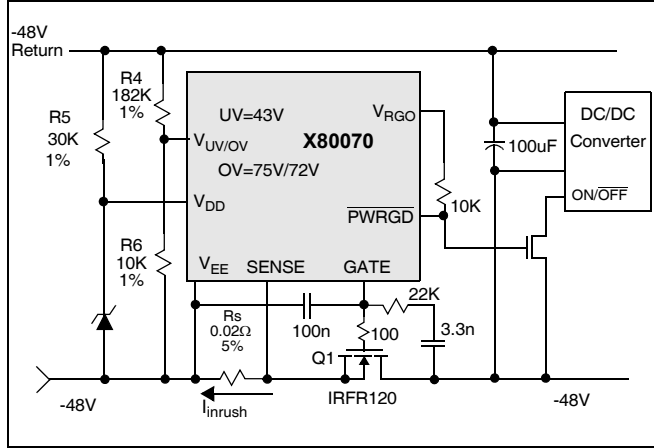 -48V
Return
R5
30K
1%
R4
182K
1%
R6
10K
1%
UV=43V
V_UV/OV
OV=75V/72V
X80070
V_RGO
V_DD
PWRGD
V_EE
SENSE
GATE
10K
100uF
DC/DC
Converter
ON/OFF
Rs
0.02Ω
5%
100n
22K
100
3.3n
Q1
IRFR120
-48V
I_inrush
-48V